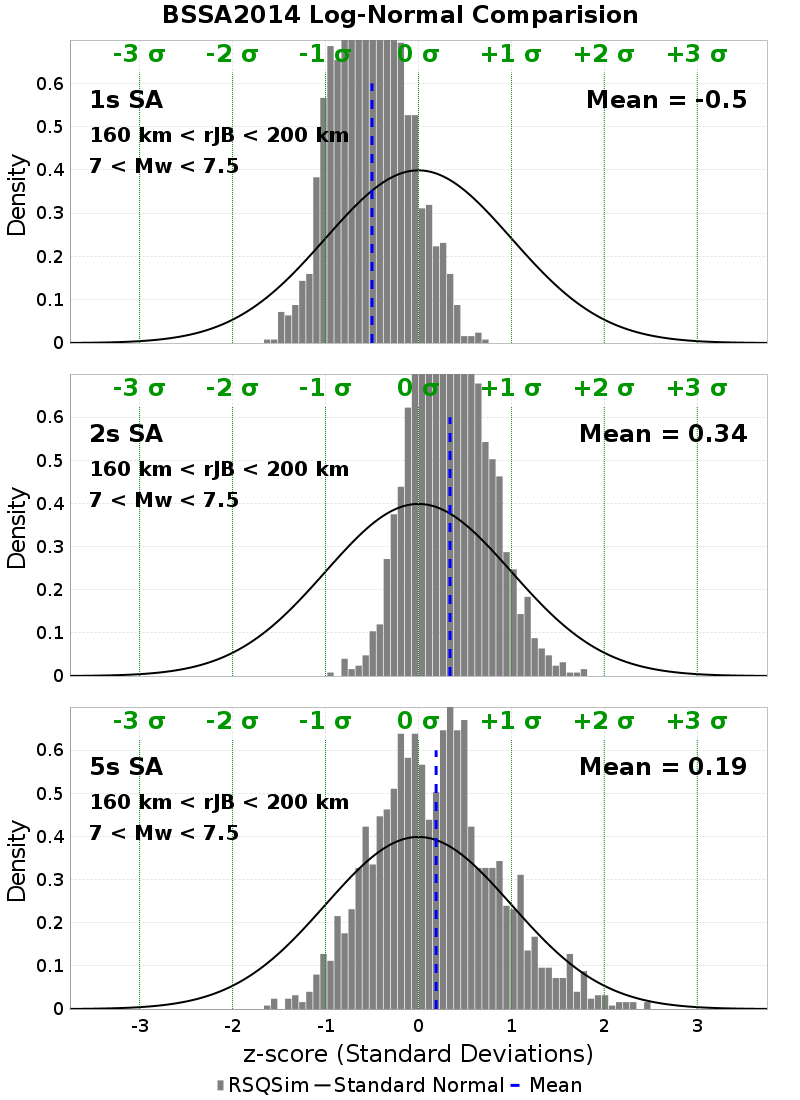 BSSA2014 Log-Normal Comparision
-3 σ -2 σ -1 σ 0 σ +1 σ +2 σ +3 σ
1s SA
Mean = -0.5
160 km < rJB < 200 km
7 < Mw < 7.5
Density
0.6
0.5
0.4
0.3
0.2
0.1
0
-3 σ -2 σ -1 σ 0 σ +1 σ +2 σ +3 σ
2s SA
Mean = 0.34
160 km < rJB < 200 km
7 < Mw < 7.5
Density
0.6
0.5
0.4
0.3
0.2
0.1
0
-3 σ -2 σ -1 σ 0 σ +1 σ +2 σ +3 σ
5s SA
Mean = 0.19
160 km < rJB < 200 km
7 < Mw < 7.5
Density
0.6
0.5
0.4
0.3
0.2
0.1
0
-3 -2 -1 0 1 2 3
z-score (Standard Deviations)
RSQSim Standard Normal Mean